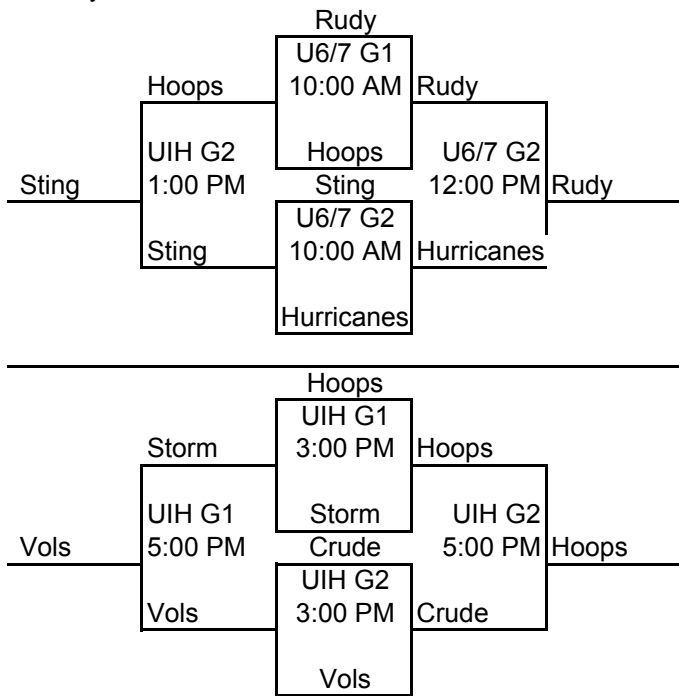 Rudy
U6/7 G1
Hoops 10:00 AM Rudy
UIH G2 Hoops U6/7 G2
Sting 1:00 PM Sting 12:00 PM Rudy
U6/7 G2
Sting 10:00 AM Hurricanes
Hurricanes
Hoops
UIH G1
Storm 3:00 PM Hoops
UIH G1 Storm UIH G2
Vols 5:00 PM Crude 5:00 PM Hoops
UIH G2
Vols 3:00 PM Crude
Vols